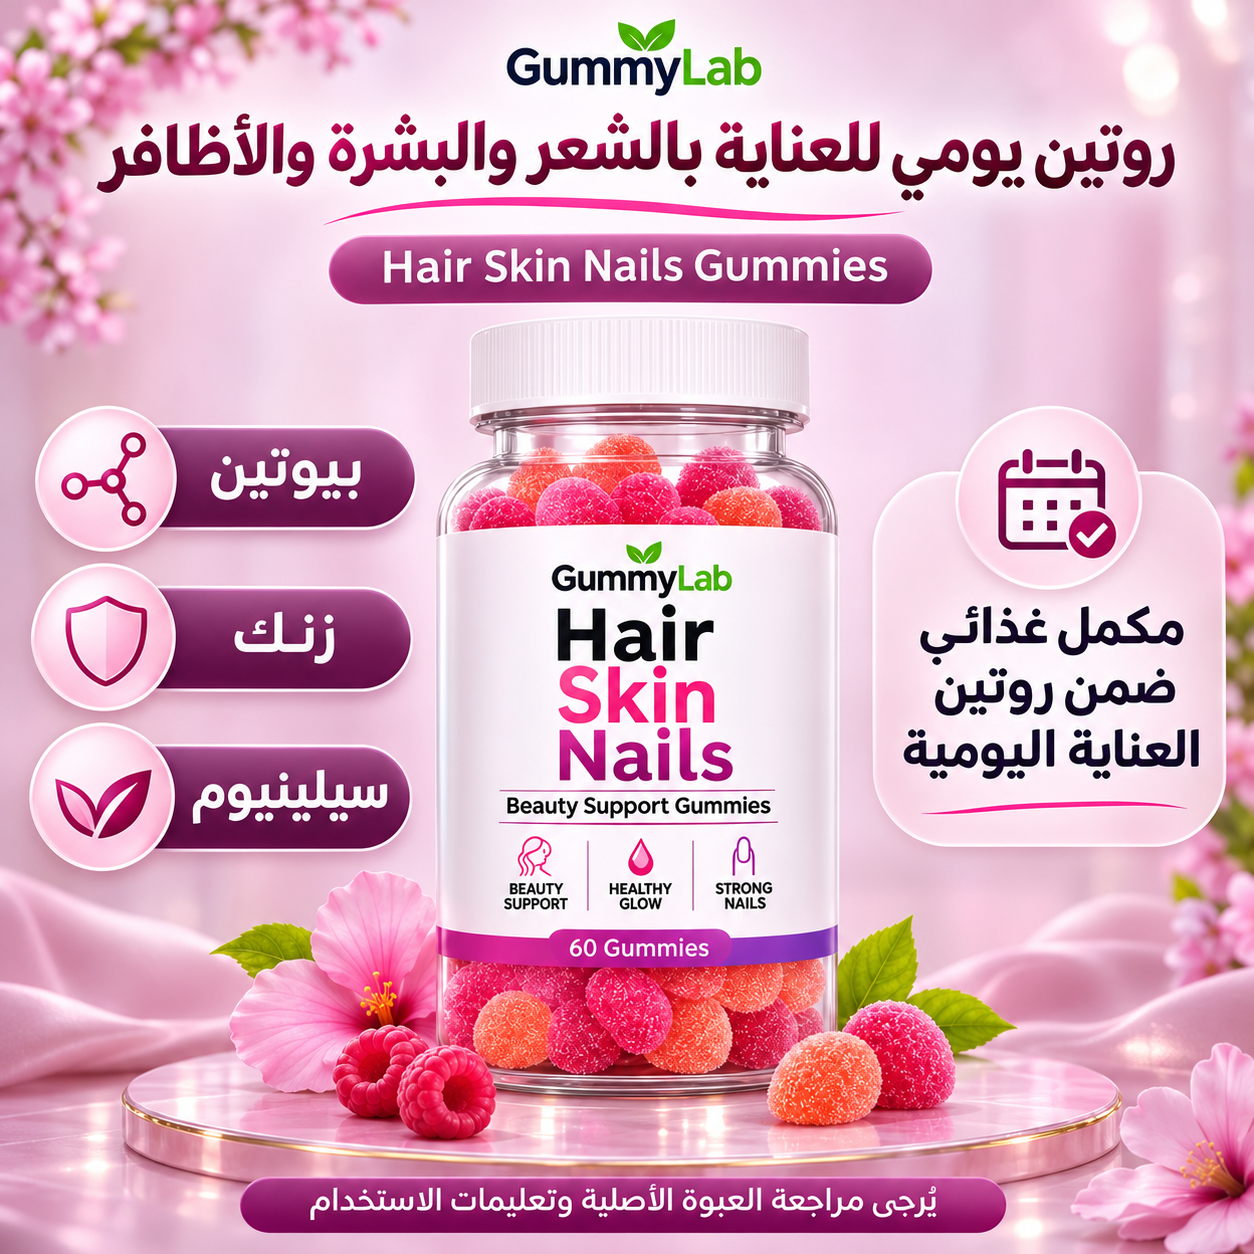 GummyLab
روتين يومي للعناية بالشعر والبشرة والأظافر
Hair Skin Nails Gummies
بيوتين
زنك
سيلينيوم
GummyLab
Hair
Skin
Nails
Beauty Support Gummies
BEAUTY
SUPPORT
HEALTHY
GLOW
STRONG
NAILS
60 Gummies
مكمل غذائي
ضمن روتين
العناية اليومية
يُرجى مراجعة العبوة الأصلية وتعليمات الاستخدام